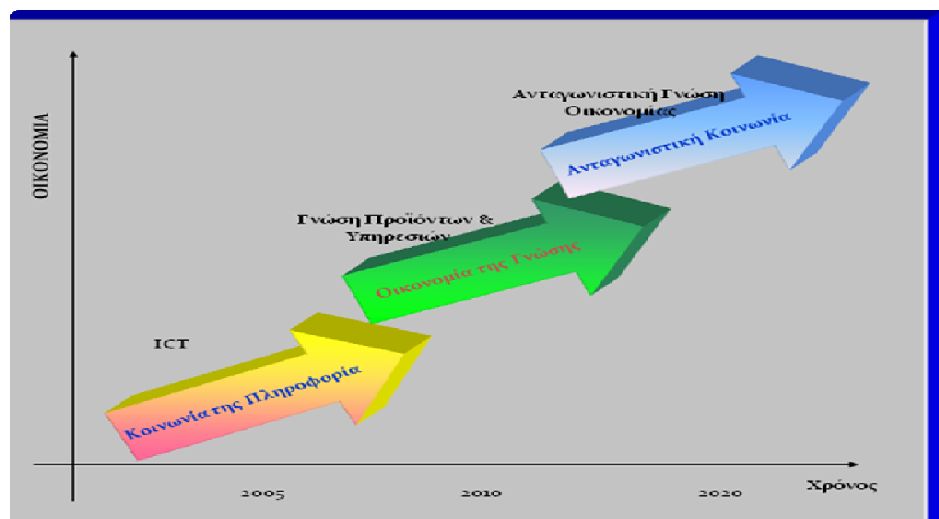 Ανταγωνιστική Γνώση
Οικονομίας
Ανταγωνιστική Κοινωνία
ΟΙΚΟΝΟΜΙΑ
Γνώση Προϊόντων &
Υπηρεσιών
Οικονομία της Γνώσης
ICT
Κοινωνία της Πληροφορία
2005 2010 2020
Χρόνος